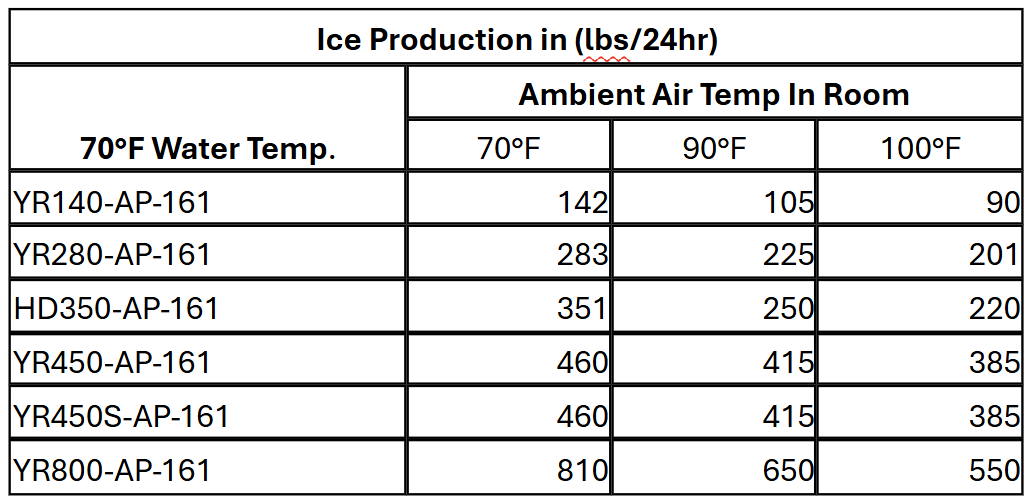 Ice Production in (lbs/24hr)
Ambient Air Temp In Room
70°F Water Temp. 70°F 90°F 100°F
YR140-AP-161 142 105 90
YR280-AP-161 283 225 201
HD350-AP-161 351 250 220
YR450-AP-161 460 415 385
YR450S-AP-161 460 415 385
YR800-AP-161 810 650 550